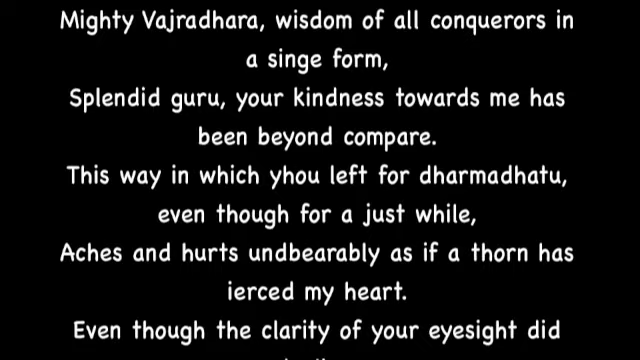 Mighty Vajradhara, wisdom of all conquerors in
a singe form,
Splendid guru, your kindness towards me has
been beyond compare.
This way in which yhou left for dharmadhatu,
even though for a just while,
Aches and hurts undbearably as if a thorn has
ierced my heart.
Even though the clarity of your eyesight did